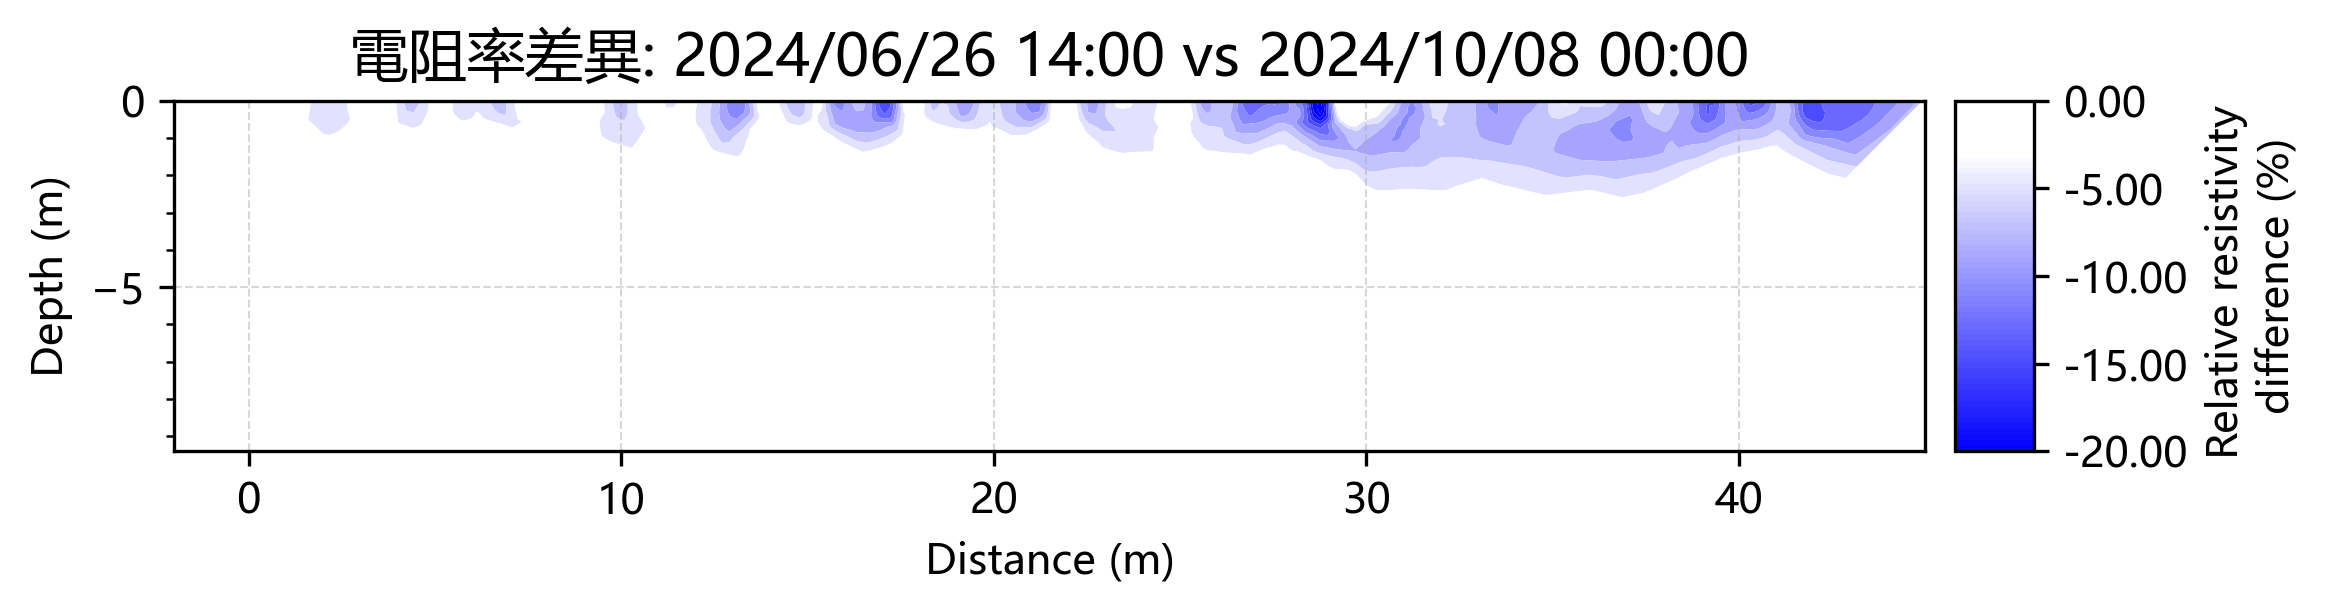 電阻率差異: 2024/06/26 14:00 vs 2024/10/08 00:00
0
−5
Depth (m)
0
10
20
30
40
Distance (m)
0.00
-5.00
-10.00
-15.00
-20.00
Relative resistivity
difference (%)